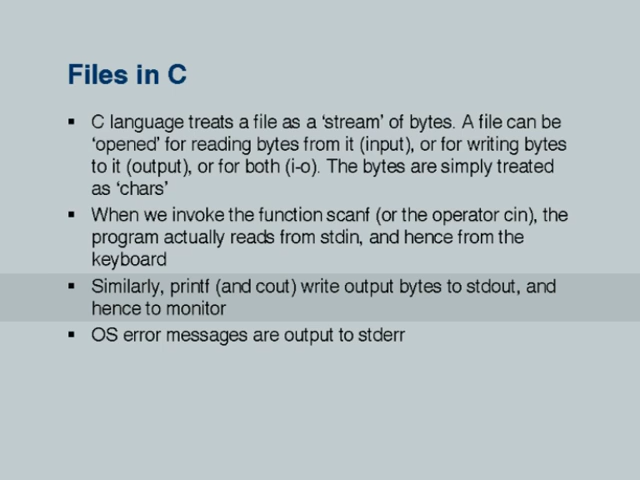 Files in C
▪ C language treats a file as a ‘stream’ of bytes. A file can be
‘opened’ for reading bytes from it (input), or for writing bytes
to it (output), or for both (i-o). The bytes are simply treated
as ‘chars’
▪ When we invoke the function scanf (or the operator cin), the
program actually reads from stdin, and hence from the
keyboard
▪ Similarly, printf (and cout) write output bytes to stdout, and
hence to monitor
▪ OS error messages are output to stderr